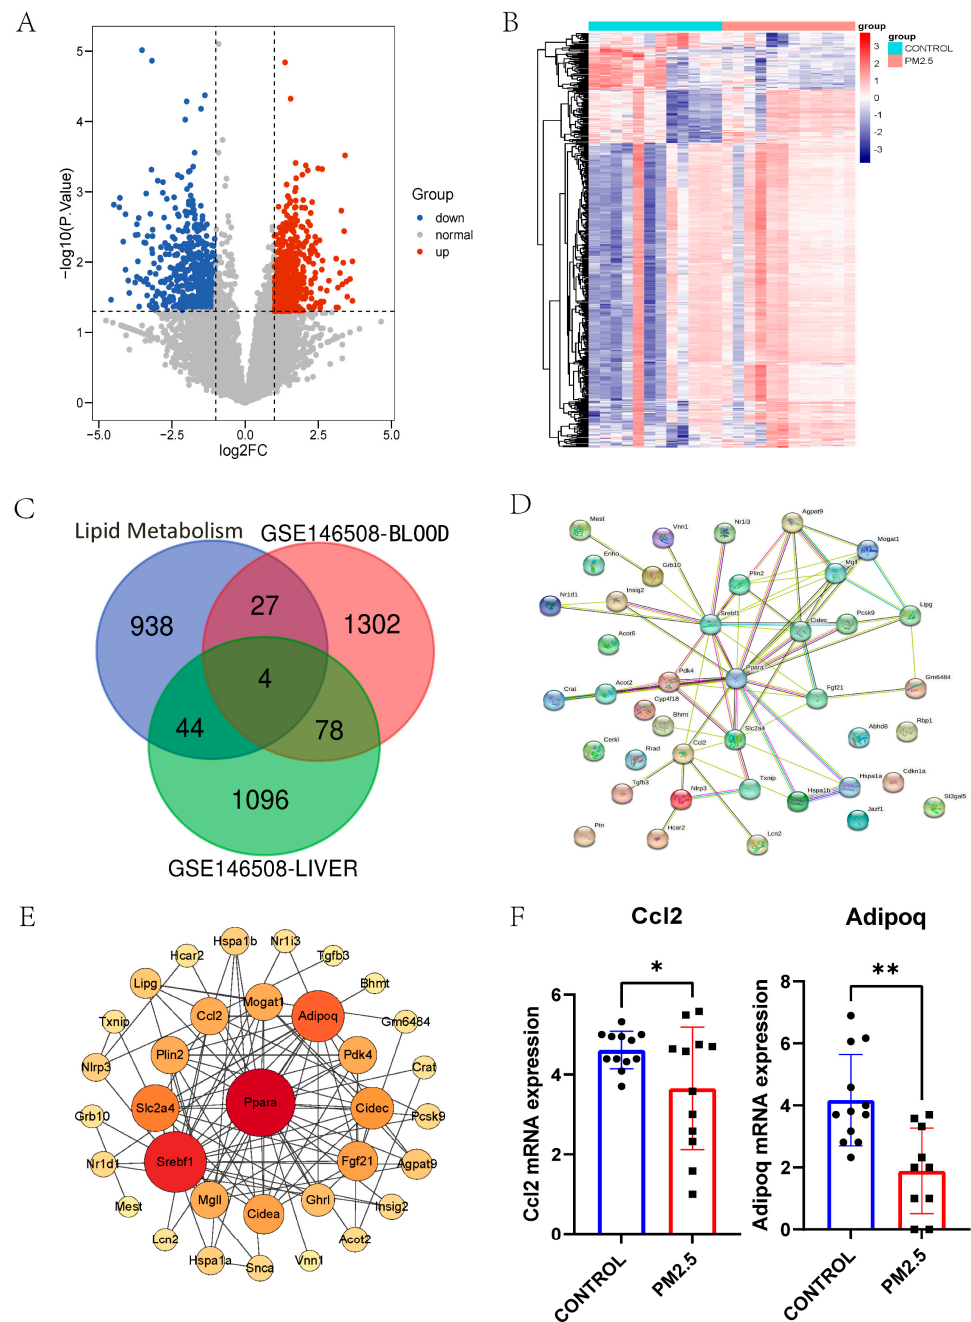 A
5
4
3
2
1
0
−log10(P.Value)
−5.0
−2.5
0.0
2.5
5.0
log2FC
Group
down
normal
up
B
group
3
2
1
0
-1
-2
-3
group
CONTROL
PM2.5
C
Lipid Metabolism
GSE146508-BLOOD
938
27
1302
4
44
78
1096
GSE146508-LIVER
D
Mest
Vnn1
Nr1i3
Agpat9
Mogat1
Enho
Grb10
Plin2
Mgll
Nr1d1
Insig2
Srebf1
Cidec
Pcsk9
Lipg
Acot6
Ppara
Pdk4
Crat
Acot2
Cyp4f18
Fgf21
Gm6484
Bhmt
Slc2a4
Abhd8
Rbp1
Cerkl
Rrad
Ccl2
Tgfb3
Nlrp3
Txnip
Hspa1b
Hspa1a
Cdkn1a
Jazf1
St3gal5
Ptn
Hcar2
Lcn2
E
Hspa1b
Nr1i3
Tgfb3
Hcar2
Bhmt
Lipg
Mogat1
Adipoq
Ccl2
Gm6484
Txnip
Plin2
Pdk4
Nlrp3
Crat
Ppara
Slc2a4
Cidec
Grb10
Pcsk9
Srebf1
Fgf21
Nr1d1
Agpat9
Mgll
Cidea
Ghrl
Insig2
Mest
Lcn2
Acot2
Hspa1a
Snca
Vnn1
F
Ccl2
*
6
4
2
0
Ccl2 mRNA expression
CONTROL
PM2.5
Adipoq
**
8
6
4
2
0
Adipoq mRNA expression
CONTROL
PM2.5